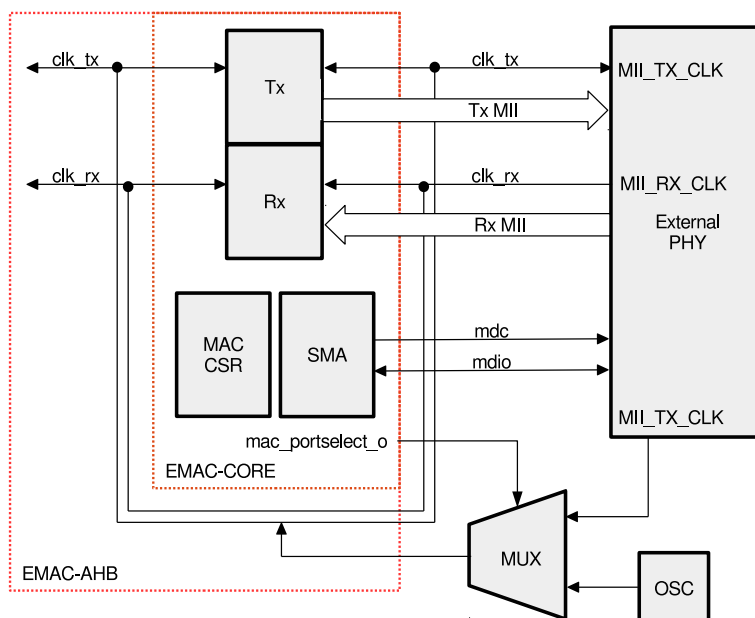 clk_tx
Tx
clk_tx
MII_TX_CLK
Tx MII
clk_rx
Rx
clk_rx
MII_RX_CLK
Rx MII
External
PHY
MAC
CSR
SMA
mdc
mdio
MII_TX_CLK
mac_portselect_o
EMAC-CORE
MUX
EMAC-AHB
OSC